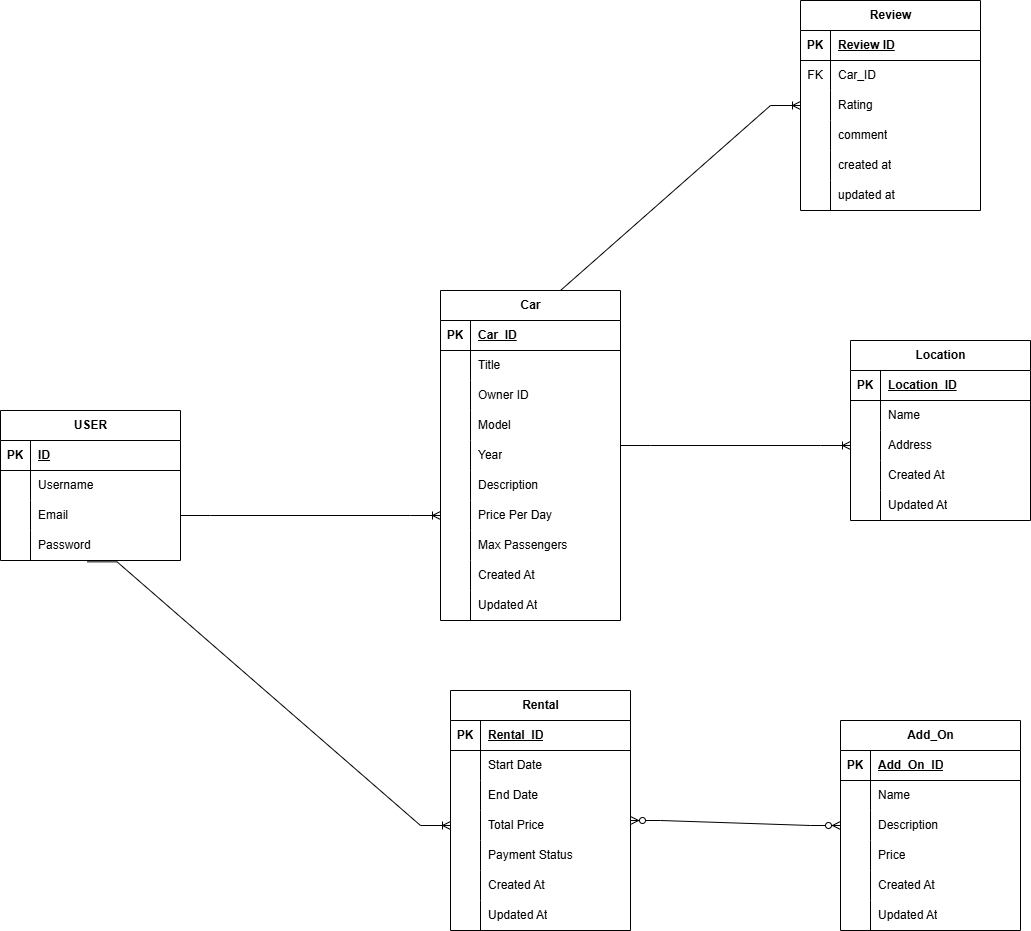 Review
PK Review ID
FK Car_ID
Rating
comment
created at
updated at
Car
PK Car_ID
Title
Owner ID
Model
Year
Description
Price Per Day
Max Passengers
Created At
Updated At
Location
PK Location_ID
Name
Address
Created At
Updated At
USER
PK ID
Username
Email
Password
Rental
PK Rental_ID
Start Date
End Date
Total Price
Payment Status
Created At
Updated At
Add_On
PK Add_On_ID
Name
Description
Price
Created At
Updated At